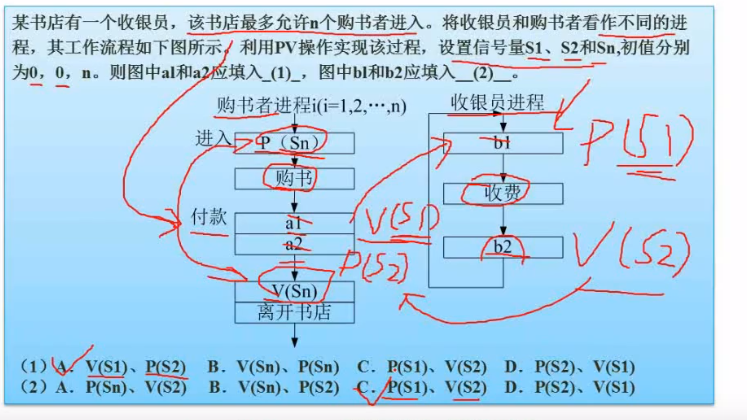 某书店有一个收银员，该书店最多允许n个购书者进入。将收银员和购书者看作不同的进
程，其工作流程如下图所示。利用PV操作实现该过程，设置信号量S1、S2和Sn,初值分别
为0，0，n。则图中a1和a2应填入_(1)_，图中b1和b2应填入__(2)__。
购书者进程i(i=1,2,…,n)
收银员进程
进入
P（Sn）
b1
P(S1)
购书
收费
付款
a1
V(S1)
a2
b2
V(S2)
P(S2)
V(Sn)
离开书店
（1）A．V(S1)、P(S2) B．V(Sn)、P(Sn) C．P(S1)、V(S2) D．P(S2)、V(S1)
（2）A．P(Sn)、V(S2) B．V(Sn)、P(S2) C．P(S1)、V(S2) D．P(S2)、V(S1)